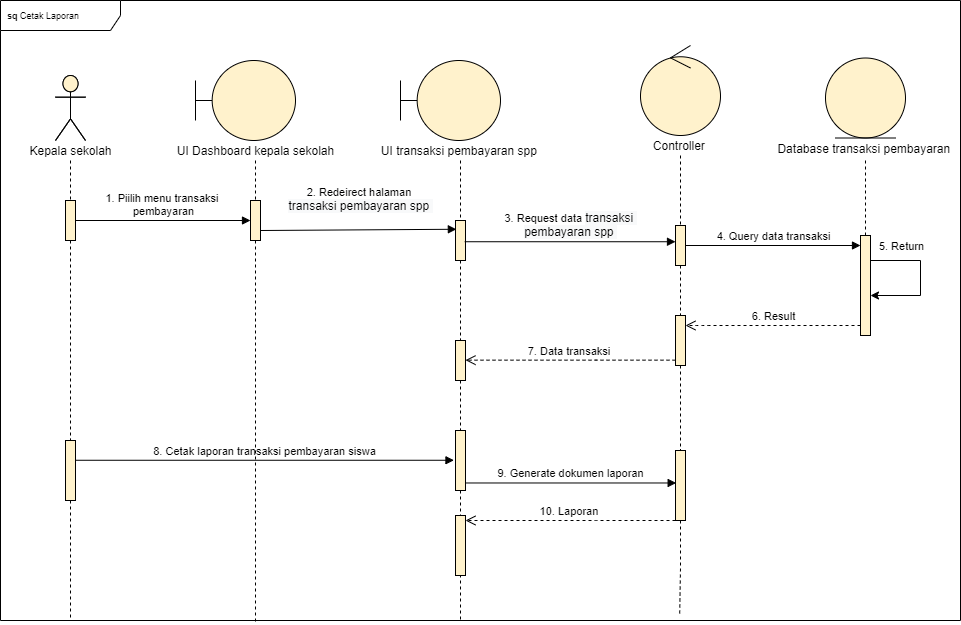 sq Cetak Laporan
Kepala sekolah
UI Dashboard kepala sekolah
UI transaksi pembayaran spp
Controller
Database transaksi pembayaran
1. Piilih menu transaksi
pembayaran
2. Redeirect halaman
transaksi pembayaran spp
3. Request data transaksi
pembayaran spp
4. Query data transaksi
5. Return
6. Result
7. Data transaksi
8. Cetak laporan transaksi pembayaran siswa
9. Generate dokumen laporan
10. Laporan